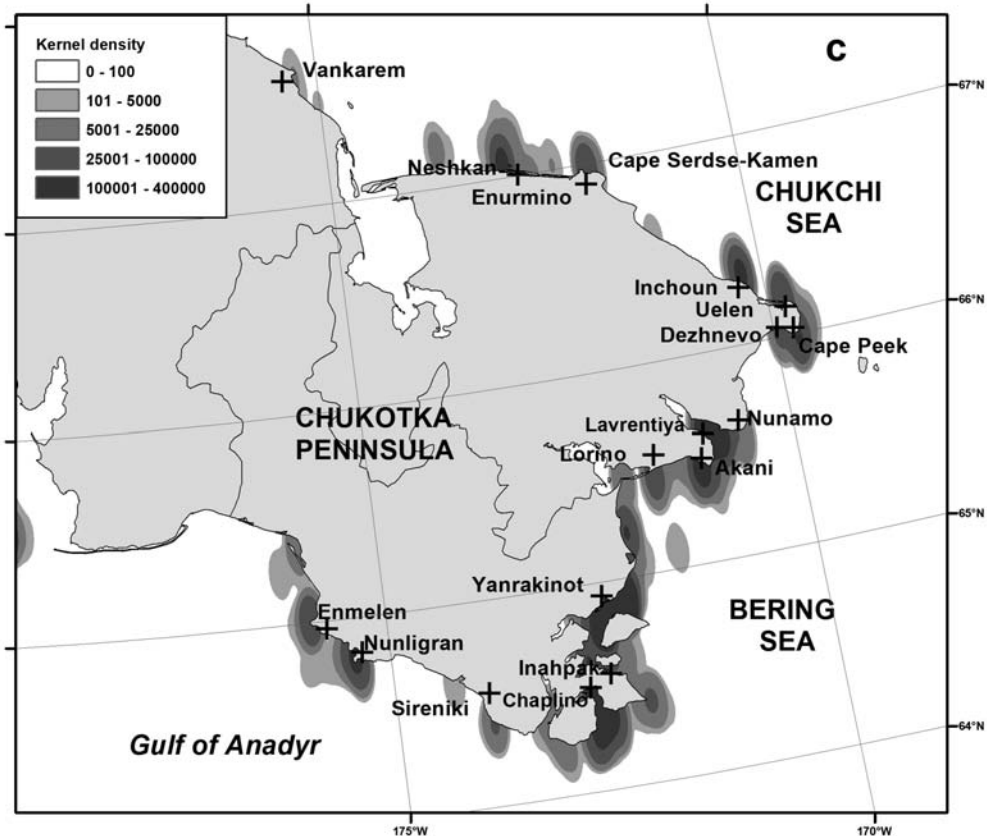 Kernel density
0 - 100
101 - 5000
5001 - 25000
25001 - 100000
100001 - 400000
C
Vankarem
67°N
Neshkan
Cape Serdse-Kamen
Enurmino
CHUKCHI
SEA
Inchoun
Uelen
66°N
Dezhnevo
Cape Peek
CHUKOTKA
PENINSULA
Lavrentiya
Nunamo
Lorino
Akani
65°N
Yanrakinot
Enmelen
BERING
SEA
Nunligran
Inahpak
Sireniki
Chaplino
64°N
Gulf of Anadyr
175°W
170°W